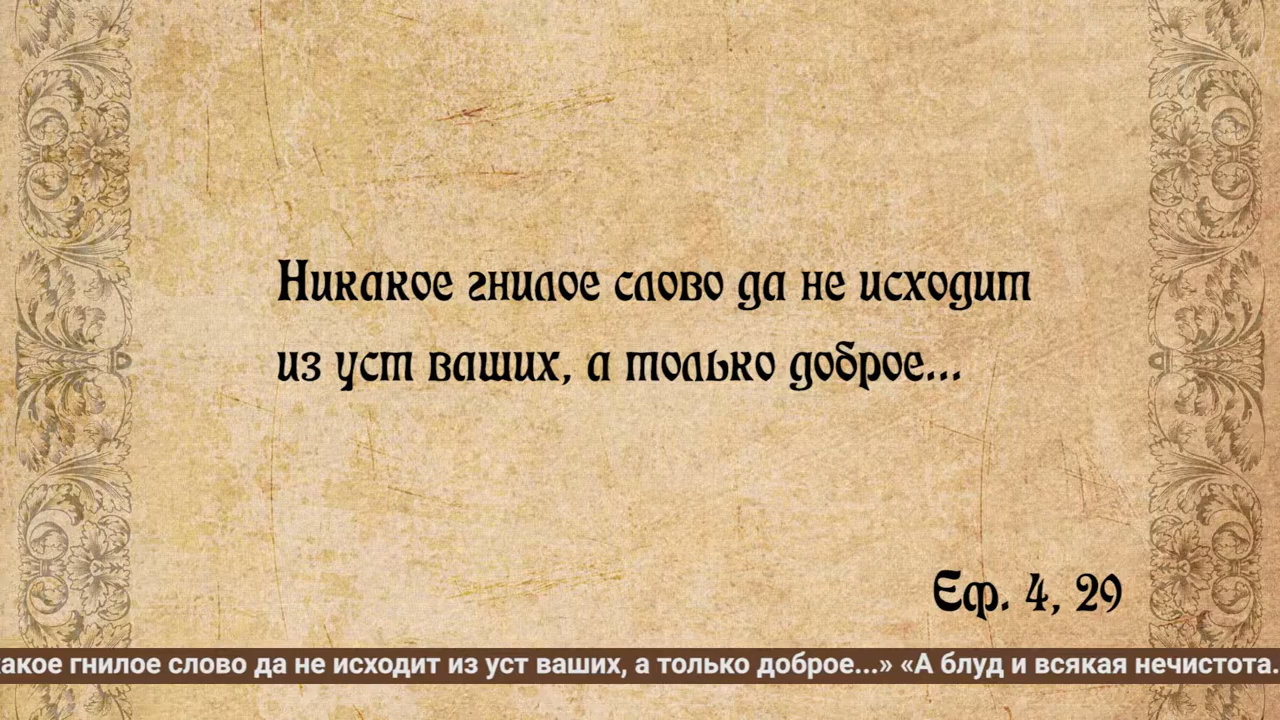 Никакое гнилое слово да не исходит
из уст ваших, а только доброе...
Еф. 4, 29
гнилое слово да не исходит из уст ваших, а только доброе...» «А блуд и всякая нечистота.